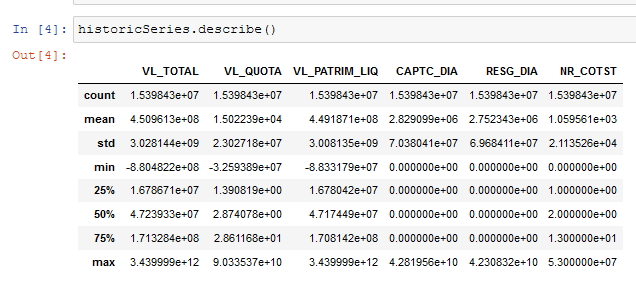 In [4]: historicSeries.describe()
Out[4]:
VL_TOTAL VL_QUOTA VL_PATRIM_LIQ CAPTC_DIA RESG_DIA NR_COTST
count 1.539843e+07 1.539843e+07 1.539843e+07 1.539843e+07 1.539843e+07 1.539843e+07
mean 4.509613e+08 1.502239e+04 4.491871e+08 2.829099e+06 2.752343e+06 1.059561e+03
std 3.028144e+09 2.302718e+07 3.008135e+09 7.038041e+07 6.968411e+07 2.113526e+04
min -8.804822e+08 -3.259389e+07 -8.833179e+07 0.000000e+00 0.000000e+00 0.000000e+00
25% 1.678671e+07 1.390819e+00 1.678042e+07 0.000000e+00 0.000000e+00 1.000000e+00
50% 4.723933e+07 2.874078e+00 4.717449e+07 0.000000e+00 0.000000e+00 2.000000e+00
75% 1.713284e+08 2.861168e+01 1.708142e+08 0.000000e+00 0.000000e+00 1.300000e+01
max 3.439999e+12 9.033537e+10 3.439999e+12 4.281956e+10 4.230832e+10 5.300000e+07